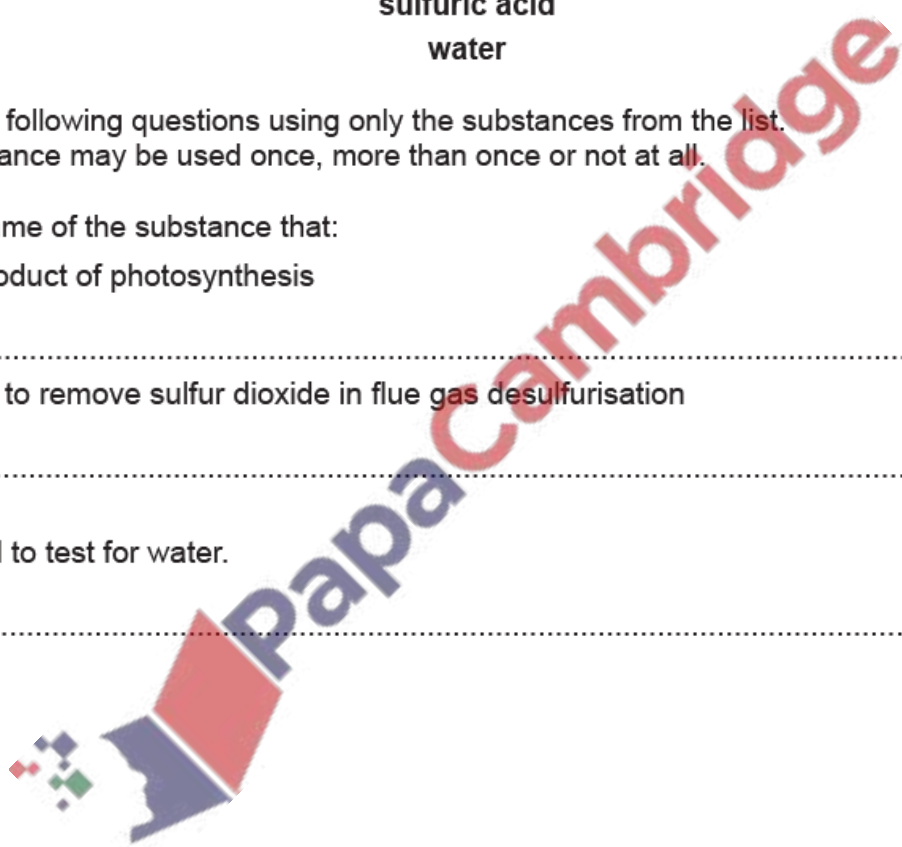 sulfuric acid
water
following questions using only the substances from the list.
ance may be used once, more than once or not at all.
me of the substance that:
oduct of photosynthesis
to remove sulfur dioxide in flue gas desulfurisation
to test for water.
PapaCambridge